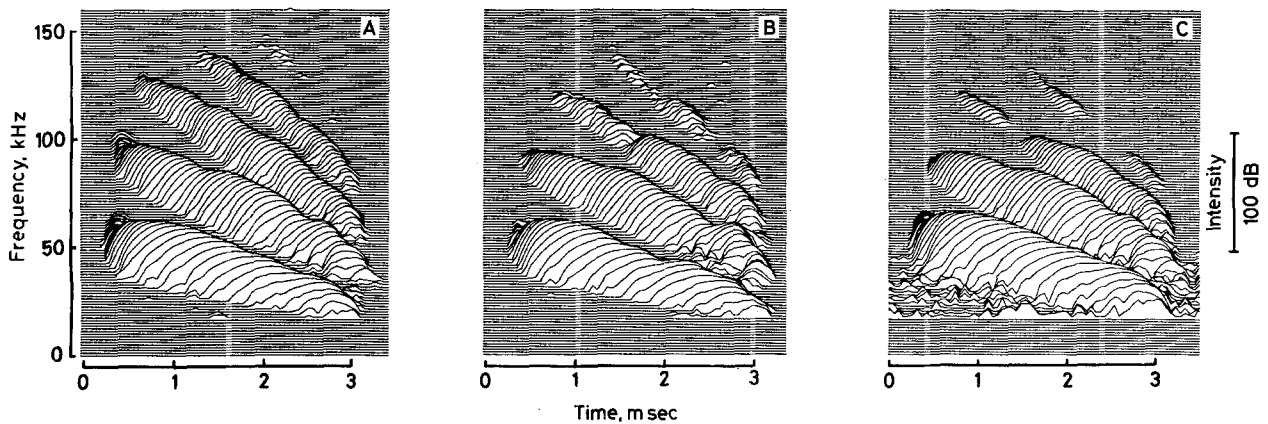 A
B
C
150
100
50
0
Frequency, kHz
0 1 2 3
0 1 2 3
0 1 2 3
Time, m sec
Intensity
100 dB